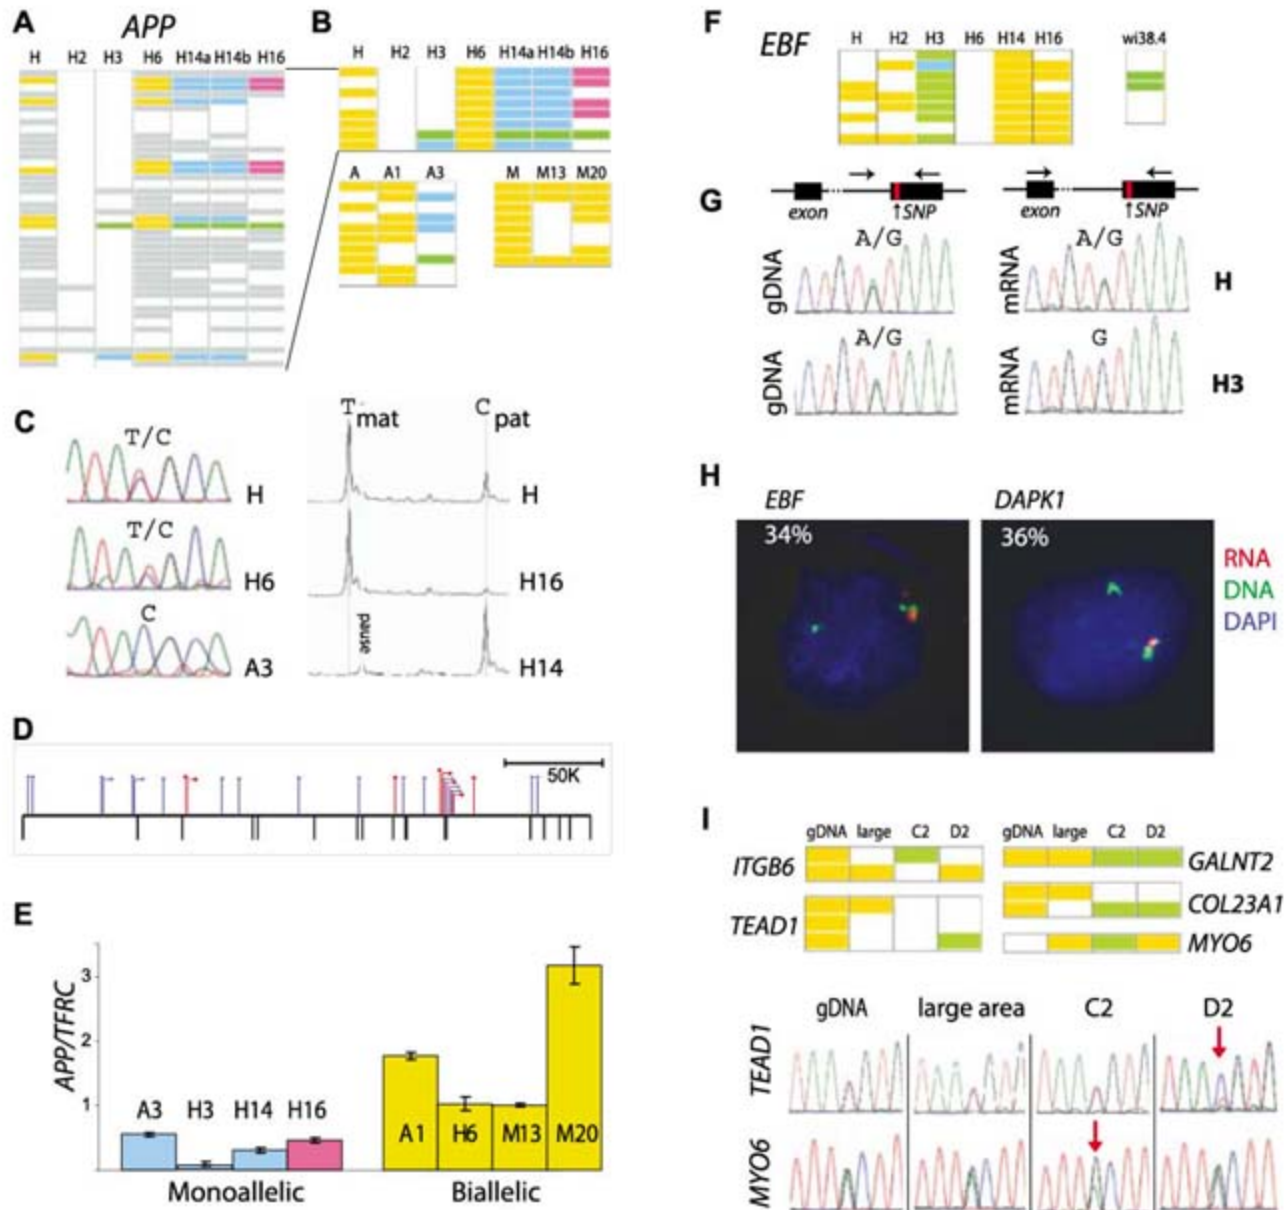 A
APP
H H2 H3 H6 H14a H14b H16
B
H H2 H3 H6 H14a H14b H16
A A1 A3
M M13 M20
C
T/C
H
T/C
H6
C
A3
T mat
C pat
H
H16
pause
H14
D
50K
E
APP/TFRC
3
2
1
A3 H3 H14 H16
A1 H6 M13 M20
Monoallelic
Biallelic
F
EBF
H H2 H3 H6 H14 H16
wi38.4
G
exon
↑SNP
exon
↑SNP
gDNA
A/G
mRNA
A/G
H
gDNA
A/G
mRNA
G
H3
H
EBF
34%
DAPK1
36%
RNA
DNA
DAPI
I
gDNA large C2 D2
ITGB6
TEAD1
gDNA large C2 D2
GALNT2
COL23A1
MYO6
gDNA large area C2 D2
TEAD1
MYO6